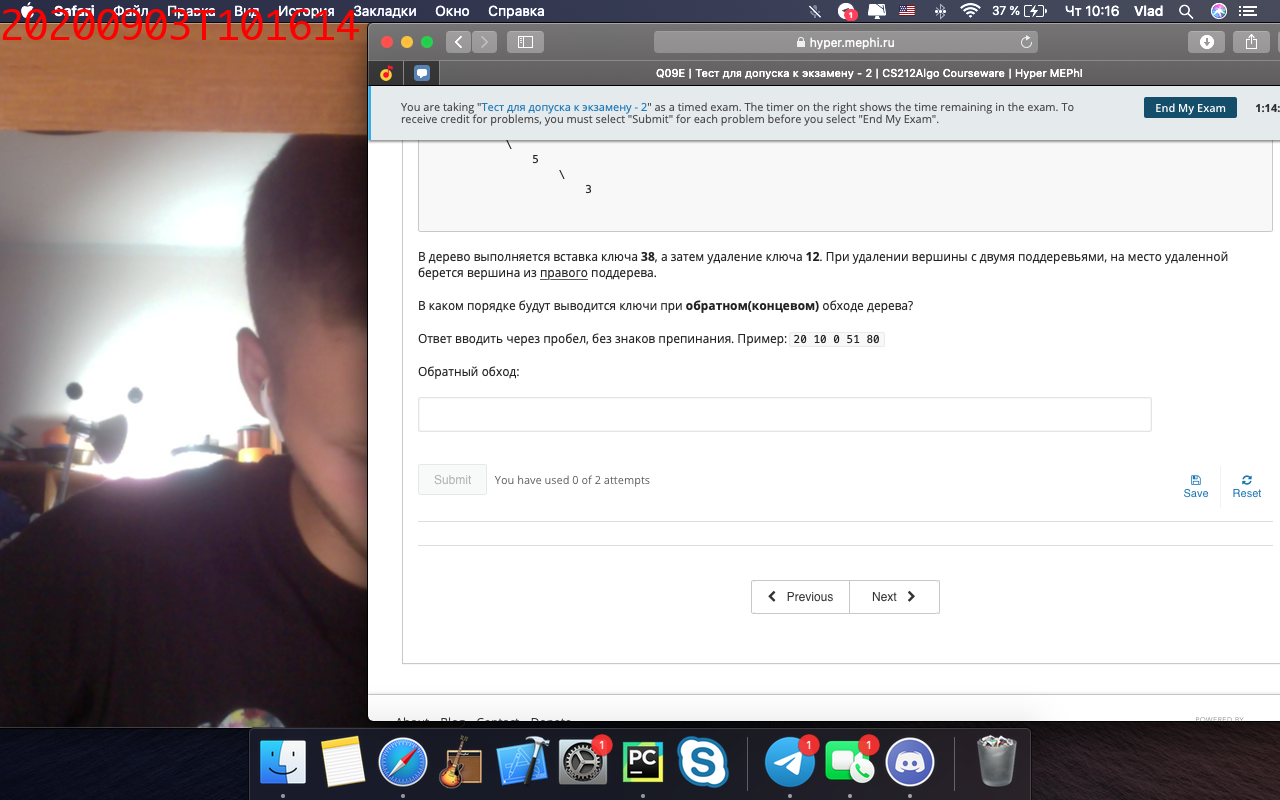 20200903T101614
Safari Файл Правка Вид История Закладки Окно Справка
1 37 % Чт 10:16 Vlad
hyper.mephi.ru
Q09E | Тест для допуска к экзамену - 2 | CS212Algo Courseware | Hyper MEPhI
You are taking "Тест для допуска к экзамену - 2" as a timed exam. The timer on the right shows the time remaining in the exam. To
receive credit for problems, you must select "Submit" for each problem before you select "End My Exam".
End My Exam
1:14:
\
5
\
3
В дерево выполняется вставка ключа 38, а затем удаление ключа 12. При удалении вершины с двумя поддеревьями, на место удаленной
берется вершина из правого поддерева.
В каком порядке будут выводится ключи при обратном(концевом) обходе дерева?
Ответ вводить через пробел, без знаков препинания. Пример: 20 10 0 51 80
Обратный обход:
Submit You have used 0 of 2 attempts
Save Reset
Previous Next
About Blog Contact Donate
POWERED BY
1 PC 1 1